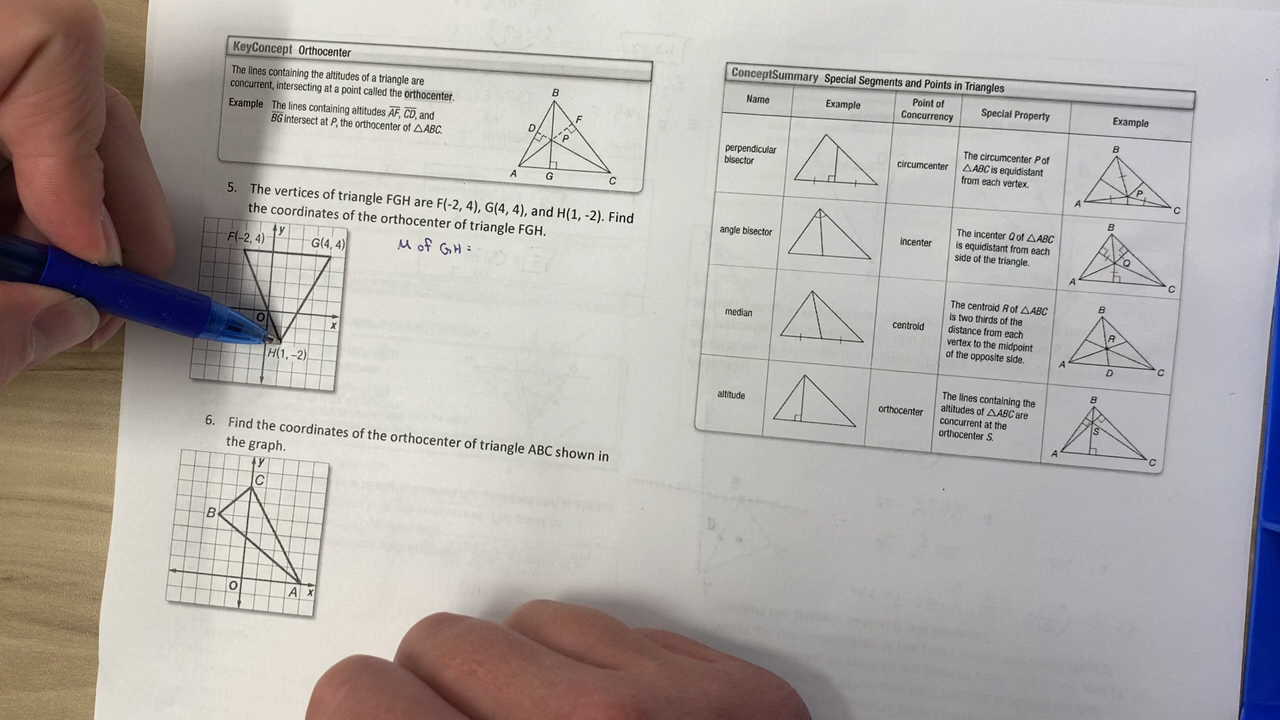 KeyConcept Orthocenter
The lines containing the altitudes of a triangle are
concurrent, intersecting at a point called the orthocenter.
Example The lines containing altitudes AF, CD, and
BG intersect at P, the orthocenter of △ABC.
B
D
F
P
A
G
C
5. The vertices of triangle FGH are F(-2, 4), G(4, 4), and H(1, -2). Find
the coordinates of the orthocenter of triangle FGH.
M of GH =
y
F(-2, 4)
G(4, 4)
O
x
H(1, -2)
6. Find the coordinates of the orthocenter of triangle ABC shown in
the graph.
y
C
B
O
A
x
ConceptSummary Special Segments and Points in Triangles
Name Example Point of Special Property Example
Concurrency
perpendicular
bisector
circumcenter
The circumcenter P of
△ABC is equidistant
from each vertex.
B
P
A
C
angle bisector
incenter
The incenter Q of △ABC
is equidistant from each
side of the triangle.
B
Q
A
C
median
centroid
The centroid R of △ABC
is two thirds of the
distance from each
vertex to the midpoint
of the opposite side.
B
R
A
D
C
altitude
orthocenter
The lines containing the
altitudes of △ABC are
concurrent at the
orthocenter S.
B
S
A
C